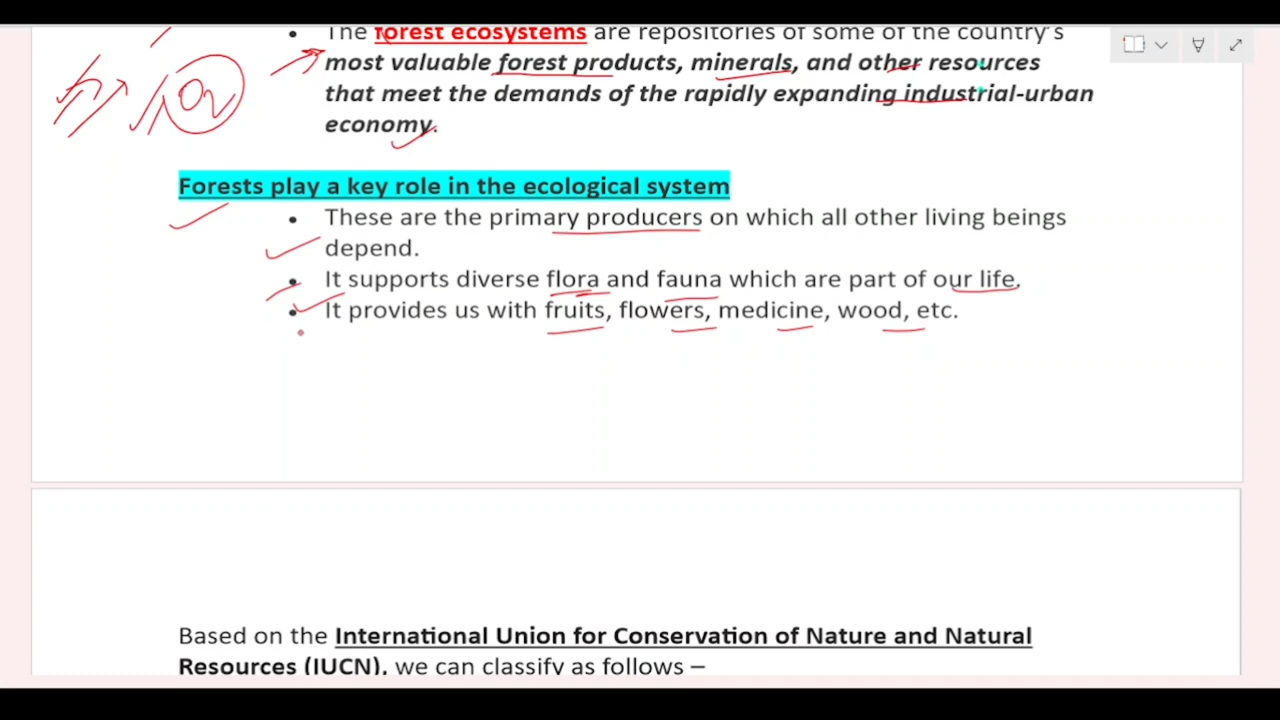 The forest ecosystems are repositories of some of the country's
most valuable forest products, minerals, and other resources
that meet the demands of the rapidly expanding industrial-urban
economy.
O2
Forests play a key role in the ecological system
• These are the primary producers on which all other living beings
depend.
• It supports diverse flora and fauna which are part of our life.
• It provides us with fruits, flowers, medicine, wood, etc.
Based on the International Union for Conservation of Nature and Natural
Resources (IUCN), we can classify as follows –